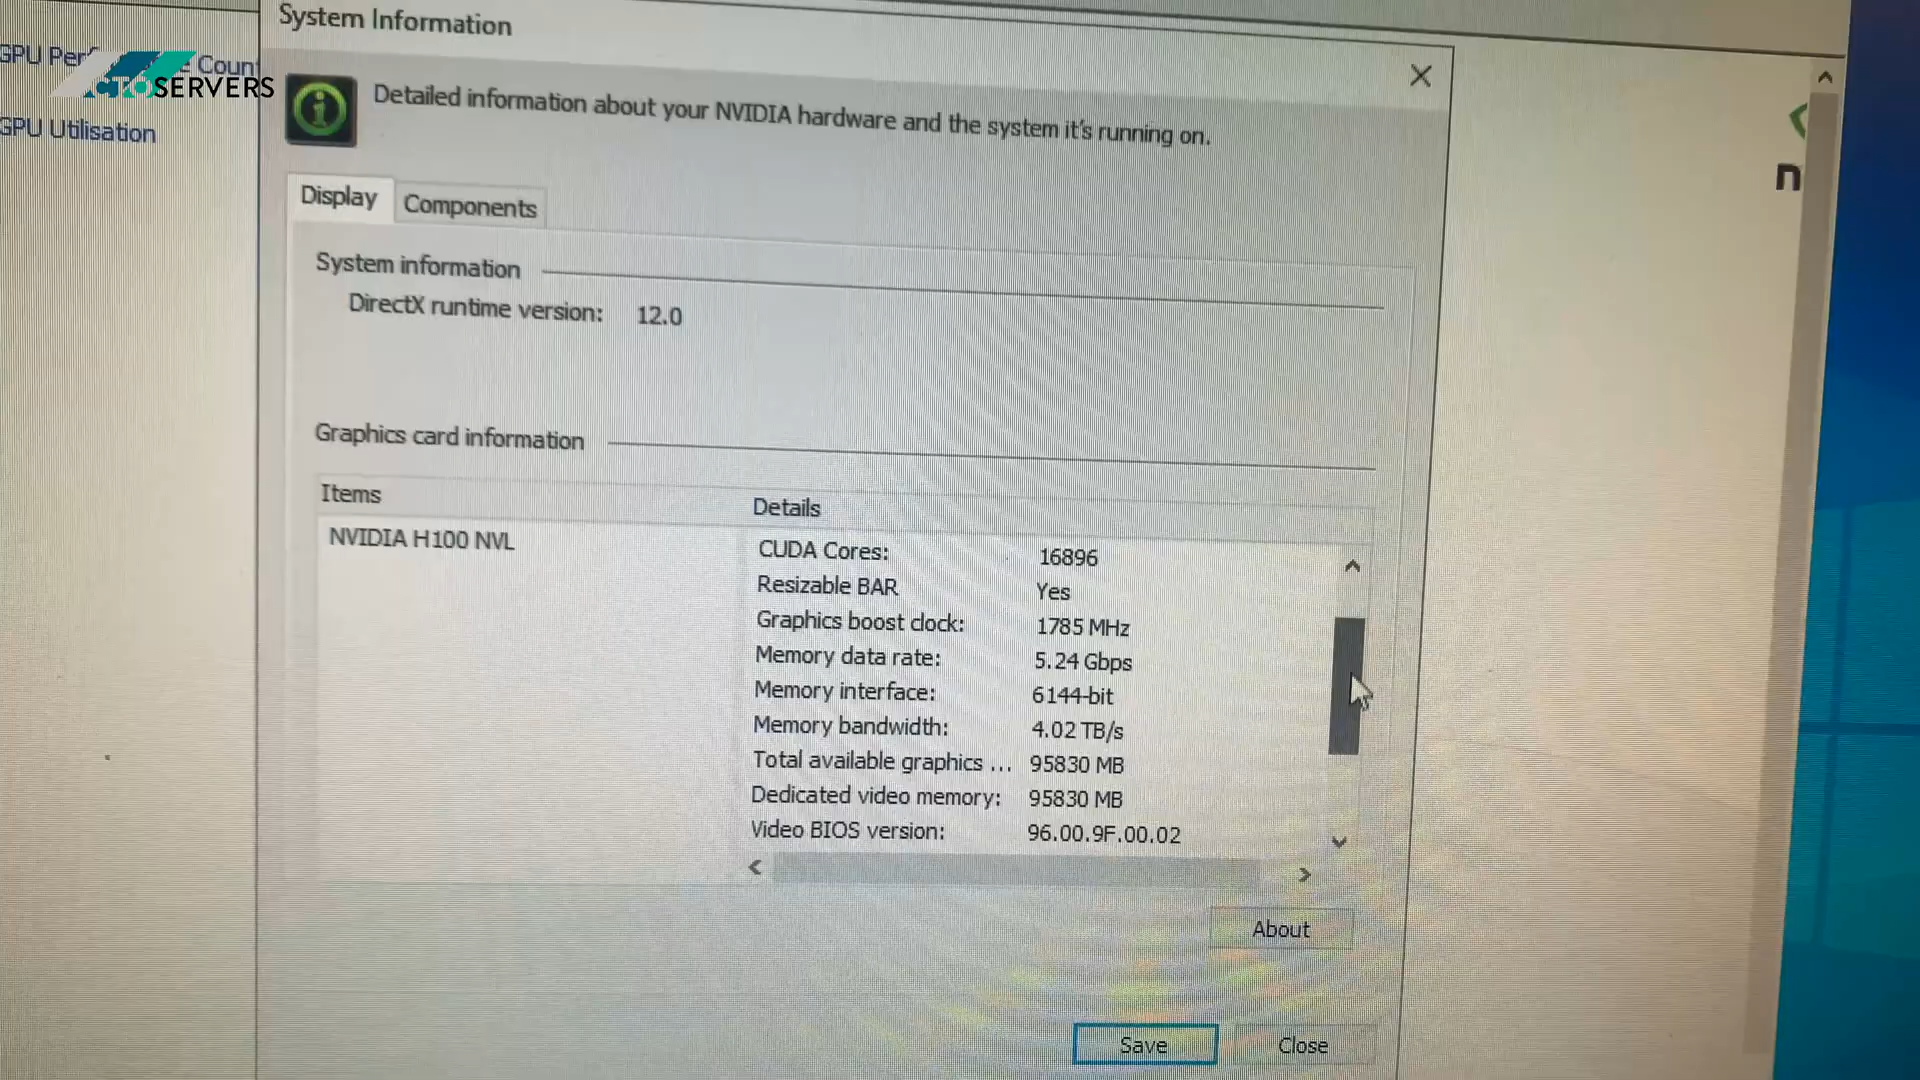 System Information
GPU Per
Coun
CTOSERVERS
Detailed information about your NVIDIA hardware and the system it's running on.
GPU Utilisation
n
Display
Components
System information
DirectX runtime version: 12.0
Graphics card information
Items
Details
NVIDIA H100 NVL
CUDA Cores: 16896
Resizable BAR Yes
Graphics boost clock: 1785 MHz
Memory data rate: 5.24 Gbps
Memory interface: 6144-bit
Memory bandwidth: 4.02 TB/s
Total available graphics ... 95830 MB
Dedicated video memory: 95830 MB
Video BIOS version: 96.00.9F.00.02
About
Save
Close